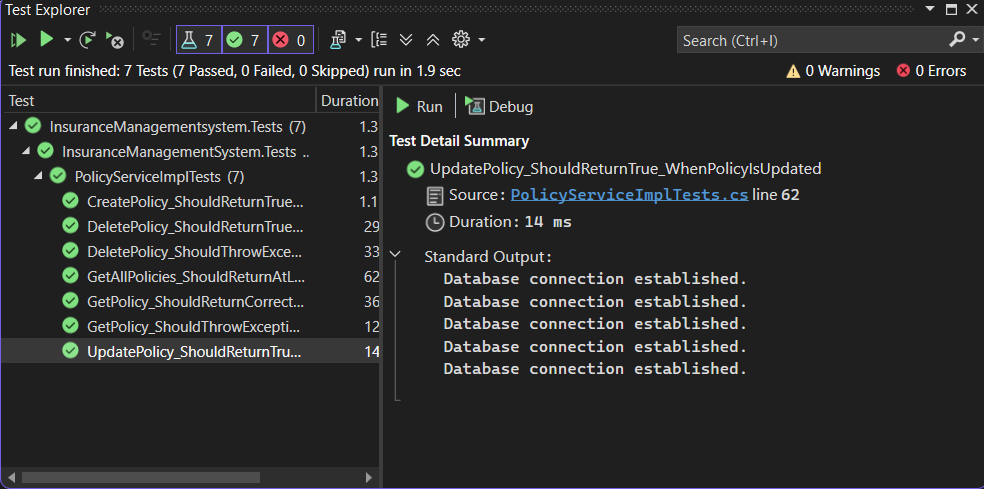 Test Explorer
7 7 0
Search (Ctrl+I)
Test run finished: 7 Tests (7 Passed, 0 Failed, 0 Skipped) run in 1.9 sec
0 Warnings 0 Errors
Test Duration
InsuranceManagementsystem.Tests (7) 1.3
InsuranceManagementSystem.Tests .. 1.3
PolicyServiceImplTests (7) 1.3
CreatePolicy_ShouldReturnTrue... 1.1
DeletePolicy_ShouldReturnTrue... 29
DeletePolicy_ShouldThrowExce... 33
GetAllPolicies_ShouldReturnAtL... 62
GetPolicy_ShouldReturnCorrect... 36
GetPolicy_ShouldThrowExcepti... 12
UpdatePolicy_ShouldReturnTru... 14
Run Debug
Test Detail Summary
UpdatePolicy_ShouldReturnTrue_WhenPolicyIsUpdated
Source: PolicyServiceImplTests.cs line 62
Duration: 14 ms
Standard Output:
Database connection established.
Database connection established.
Database connection established.
Database connection established.
Database connection established.